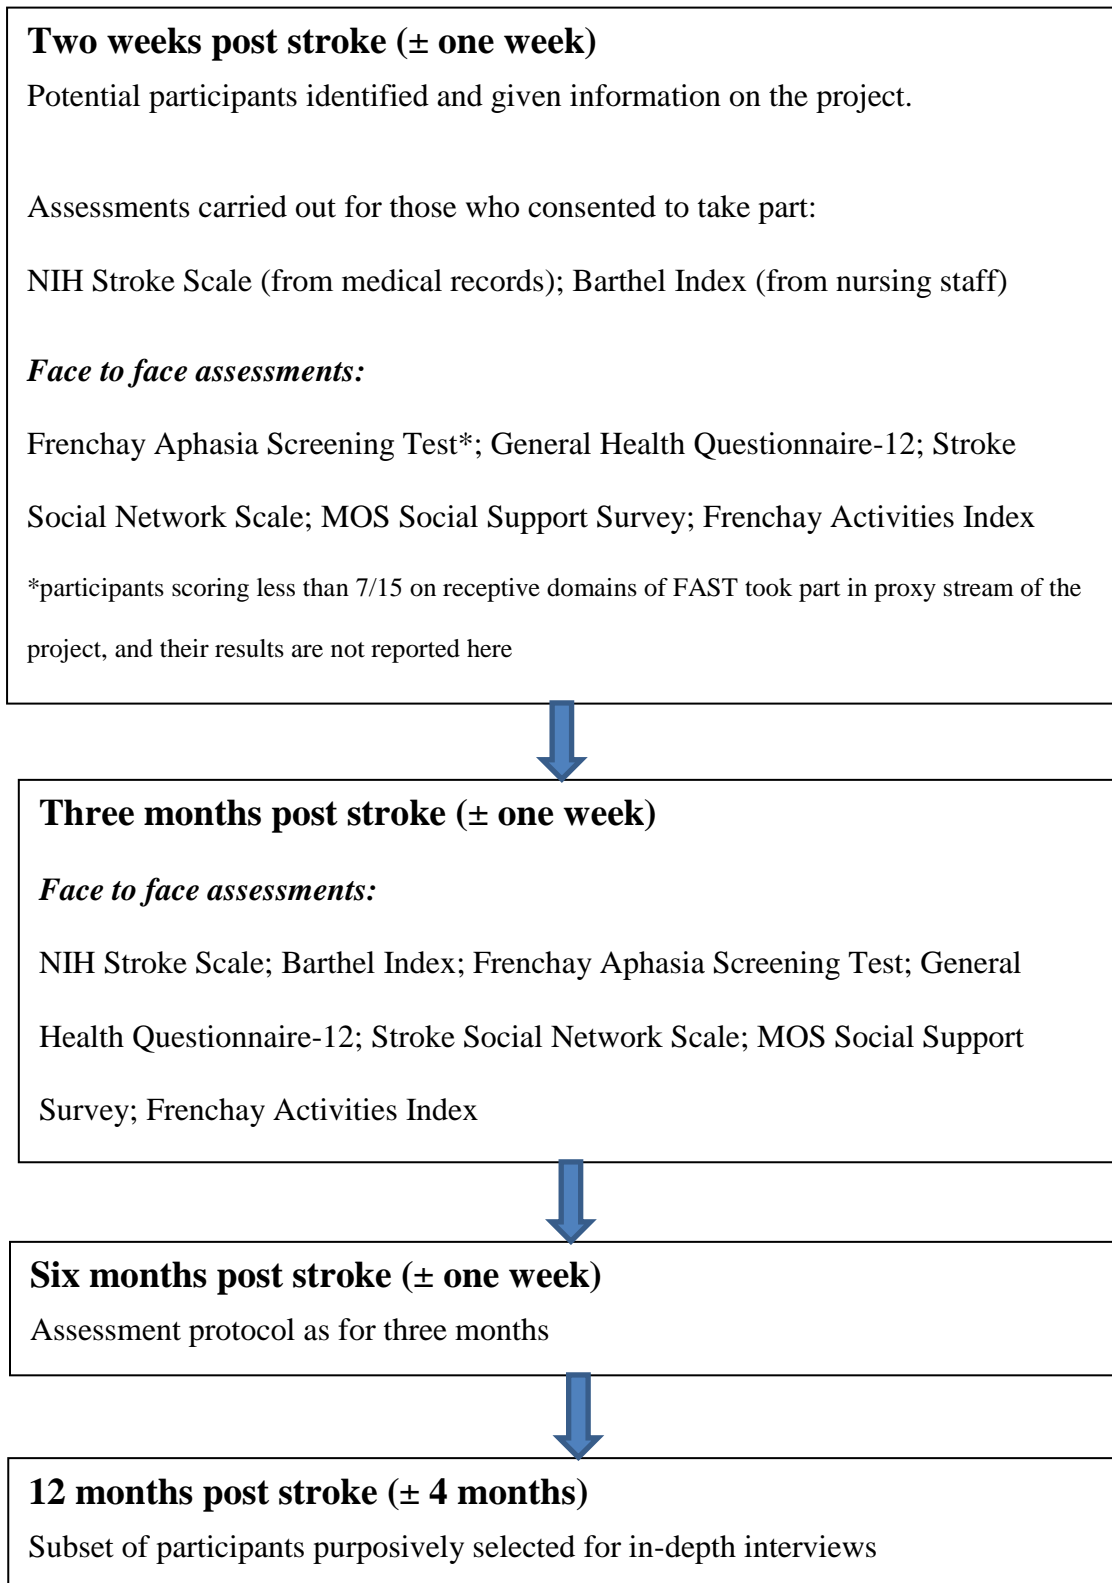 Two weeks post stroke (± one week)
Potential participants identified and given information on the project.
Assessments carried out for those who consented to take part:
NIH Stroke Scale (from medical records); Barthel Index (from nursing staff)
Face to face assessments:
Frenchay Aphasia Screening Test*; General Health Questionnaire-12; Stroke
Social Network Scale; MOS Social Support Survey; Frenchay Activities Index
*participants scoring less than 7/15 on receptive domains of FAST took part in proxy stream of the
project, and their results are not reported here
Three months post stroke (± one week)
Face to face assessments:
NIH Stroke Scale; Barthel Index; Frenchay Aphasia Screening Test; General
Health Questionnaire-12; Stroke Social Network Scale; MOS Social Support
Survey; Frenchay Activities Index
Six months post stroke (± one week)
Assessment protocol as for three months
12 months post stroke (± 4 months)
Subset of participants purposively selected for in-depth interviews